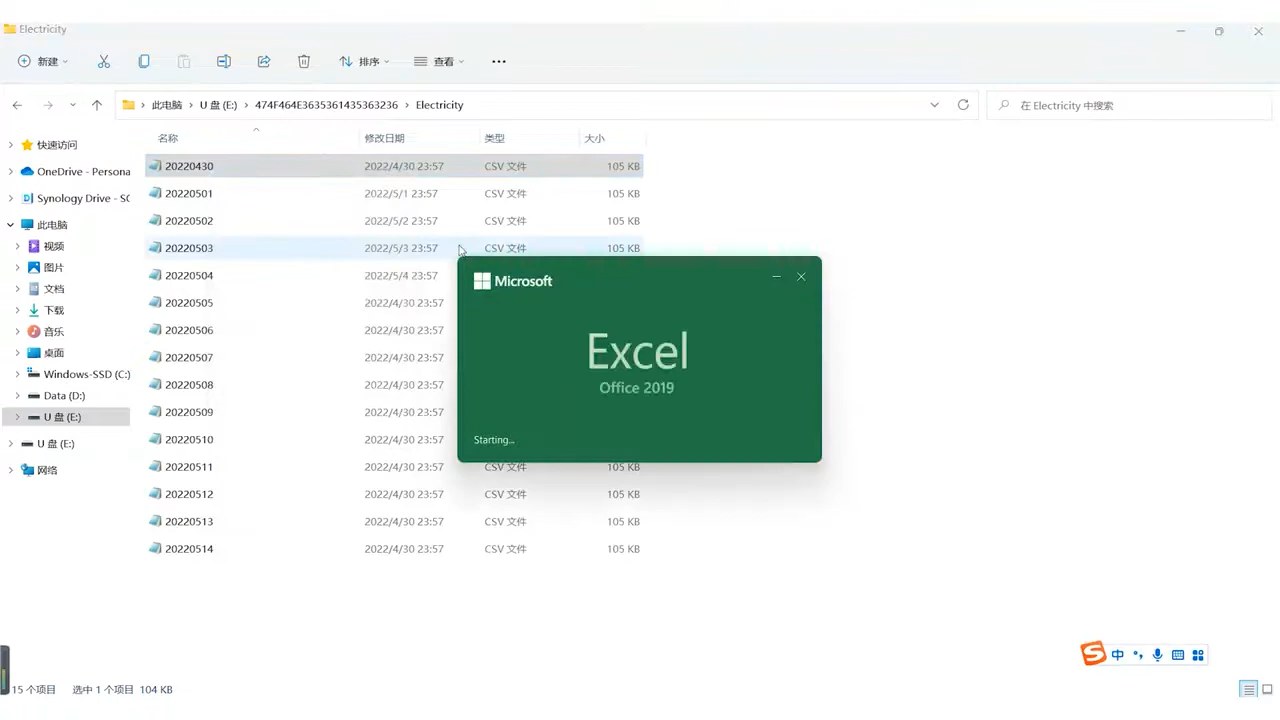 Electricity
新建
排序
查看
此电脑 › U 盘 (E:) › 474F464E3635361435363236 › Electricity
在 Electricity 中搜索
名称 修改日期 类型 大小
快速访问
OneDrive - Persona
Synology Drive - SC
此电脑
视频
图片
文档
下载
音乐
桌面
Windows-SSD (C:)
Data (D:)
U 盘 (E:)
U 盘 (E:)
网络
20220430 2022/4/30 23:57 CSV 文件 105 KB
20220501 2022/5/1 23:57 CSV 文件 105 KB
20220502 2022/5/2 23:57 CSV 文件 105 KB
20220503 2022/5/3 23:57 CSV 文件 105 KB
20220504 2022/5/4 23:57
20220505 2022/4/30 23:57
20220506 2022/4/30 23:57
20220507 2022/4/30 23:57
20220508 2022/4/30 23:57
20220509 2022/4/30 23:57
20220510 2022/4/30 23:57
20220511 2022/4/30 23:57 CSV 文件 105 KB
20220512 2022/4/30 23:57 CSV 文件 105 KB
20220513 2022/4/30 23:57 CSV 文件 105 KB
20220514 2022/4/30 23:57 CSV 文件 105 KB
Microsoft
Excel
Office 2019
Starting...
S 中
15 个项目 选中 1 个项目 104 KB